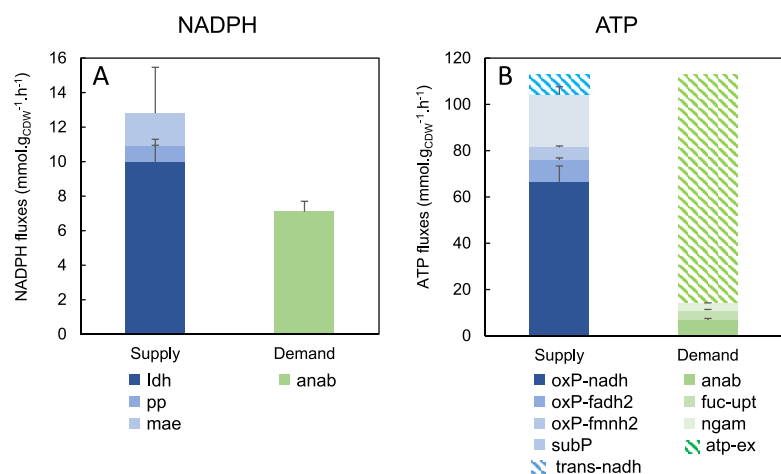 NADPH
ATP
A
B
NADPH fluxes (mmol.gCDW⁻¹.h⁻¹)
16
14
12
10
8
6
4
2
0
Supply
Demand
ldh
pp
mae
anab
ATP fluxes (mmol.gCDW⁻¹.h⁻¹)
120
100
80
60
40
20
0
Supply
Demand
oxP-nadh
oxP-fadh2
oxP-fmnh2
subP
trans-nadh
anab
fuc-upt
ngam
atp-ex